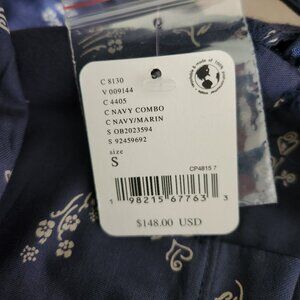 C 8130
V 009144
C 4405
C NAVY COMBO
C NAVY/MARIN
S OB2023594
S 92459692
size
S
CP4815 7
1 98215 67763 3
$148.00 USD